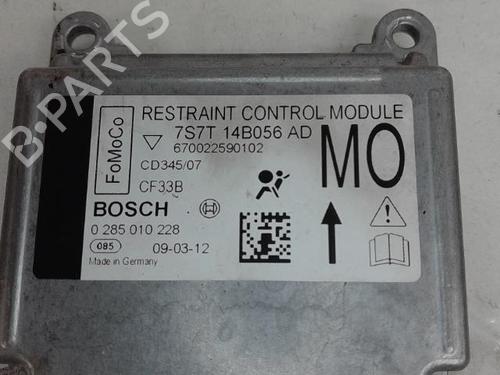 B-PARTS
FoMoCo
RESTRAINT CONTROL MODULE
7S7T 14B056 AD
670022590102
CD345/07
CF33B
MO
BOSCH
0 285 010 228
085 09-03-12
Made in Germany